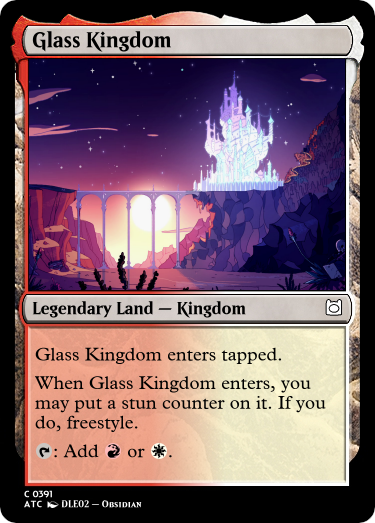 Glass Kingdom
Legendary Land — Kingdom
Glass Kingdom enters tapped.
When Glass Kingdom enters, you
may put a stun counter on it. If you
do, freestyle.
: Add or .
C 0391
ATC DLE02 – Obsidian